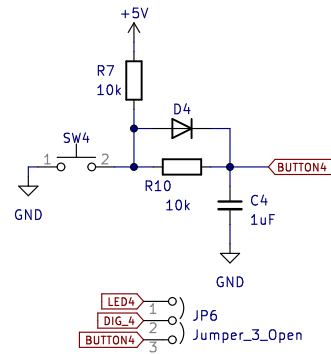 +5V
R7
10k
D4
SW4
1
2
BUTTON4
R10
10k
GND
C4
1uF
GND
LED4
1
JP6
DIG_4
2
Jumper_3_Open
BUTTON4
3